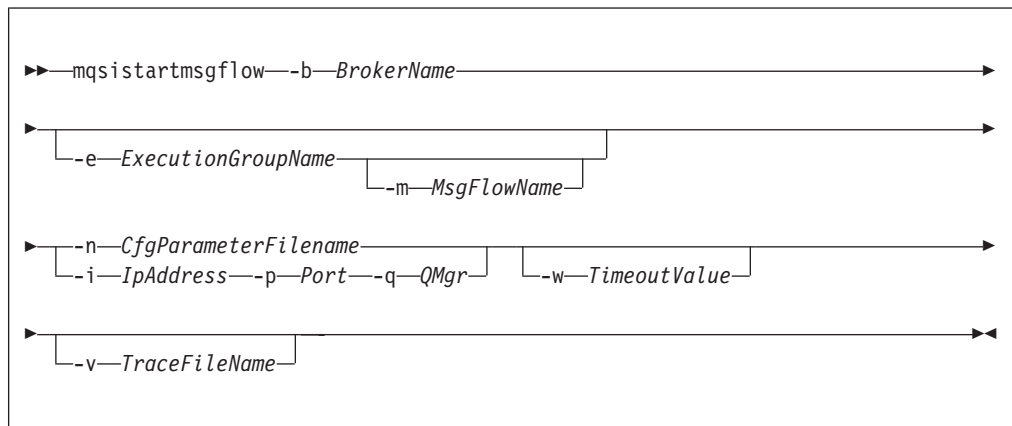 mqsistartmsgflow -b BrokerName
-e ExecutionGroupName
-m MsgFlowName
-n CfgParameterFilename
-i IpAddress -p Port -q QMgr -w TimeoutValue
-v TraceFileName